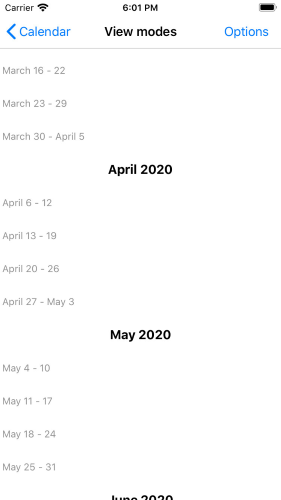 Carrier 6:01 PM
Calendar View modes Options
March 16 - 22
March 23 - 29
March 30 - April 5
April 2020
April 6 - 12
April 13 - 19
April 20 - 26
April 27 - May 3
May 2020
May 4 - 10
May 11 - 17
May 18 - 24
May 25 - 31
June 2020